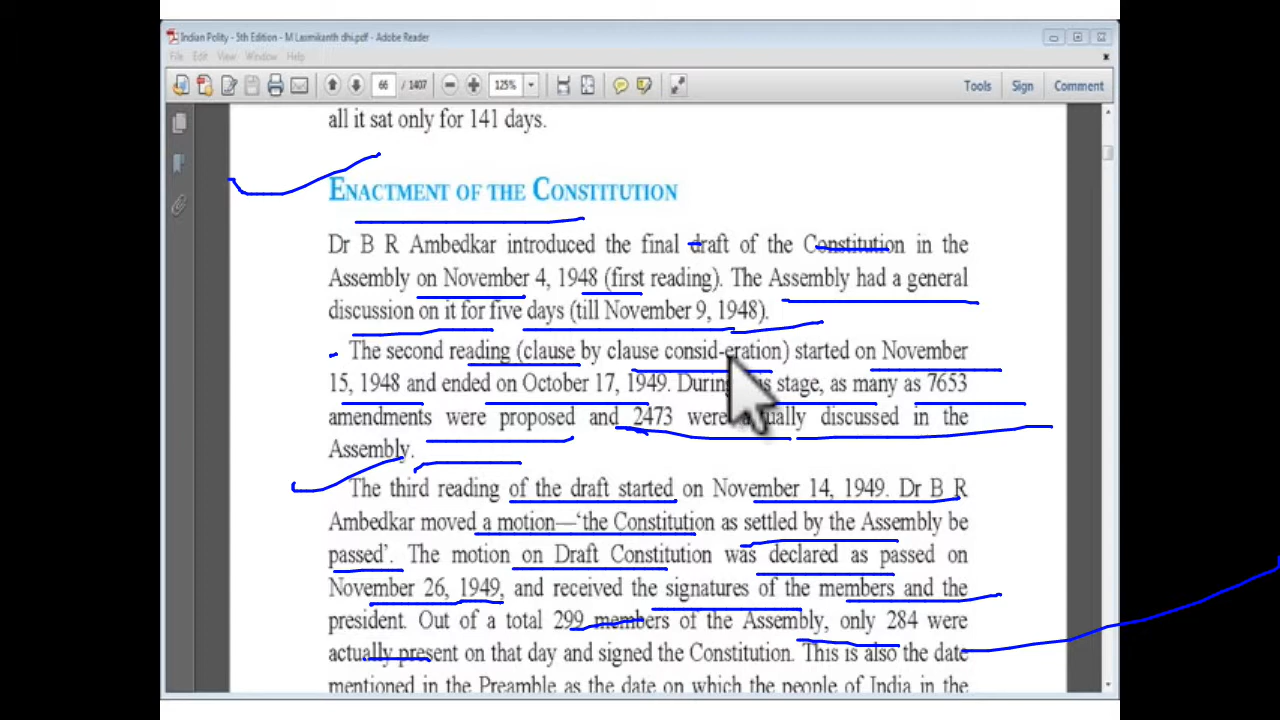 Indian Polity - 5th Edition - M Laxmikanth dhi.pdf - Adobe Reader
File Edit View Window Help
66 / 1407 125% Tools Sign Comment
all it sat only for 141 days.
ENACTMENT OF THE CONSTITUTION
Dr B R Ambedkar introduced the final draft of the Constitution in the
Assembly on November 4, 1948 (first reading). The Assembly had a general
discussion on it for five days (till November 9, 1948).
The second reading (clause by clause consid-eration) started on November
15, 1948 and ended on October 17, 1949. During this stage, as many as 7653
amendments were proposed and 2473 were actually discussed in the
Assembly.
The third reading of the draft started on November 14, 1949. Dr B R
Ambedkar moved a motion—‘the Constitution as settled by the Assembly be
passed’. The motion on Draft Constitution was declared as passed on
November 26, 1949, and received the signatures of the members and the
president. Out of a total 299 members of the Assembly, only 284 were
actually present on that day and signed the Constitution. This is also the date
mentioned in the Preamble as the date on which the people of India in the